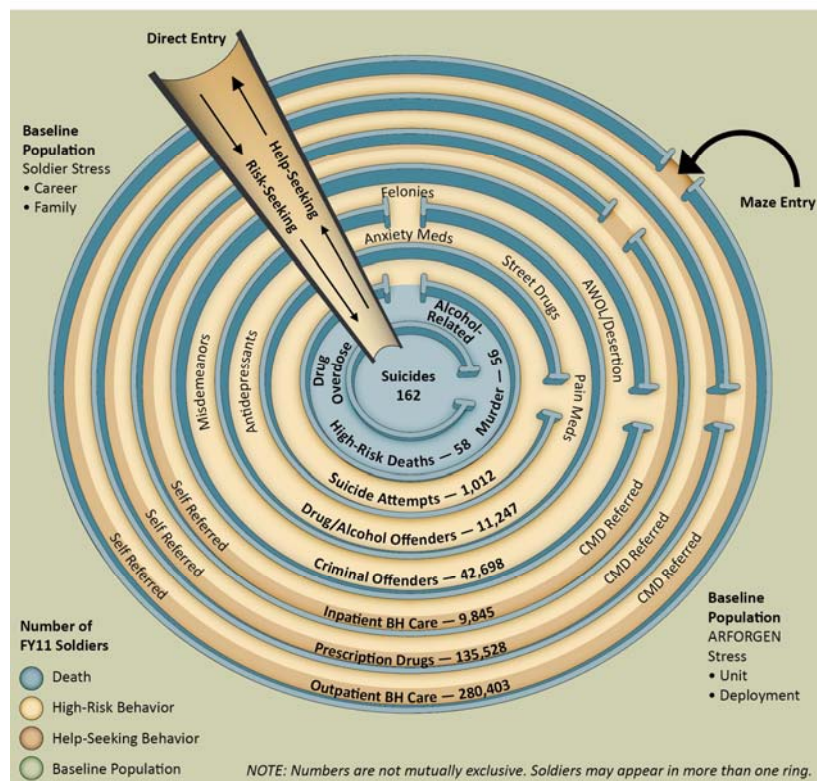 Direct Entry
Baseline
Population
Soldier Stress
• Career
• Family
Risk-Seeking
Help-Seeking
Maze Entry
Felonies
Anxiety Meds
Street Drugs
AWOL/Desertion
Pain Meds
Misdemeanors
Antidepressants
Alcohol-
Related
Drug
Overdose
Suicides
162
Murder — 56
High-Risk Deaths — 58
Suicide Attempts — 1,012
Drug/Alcohol Offenders — 11,247
Criminal Offenders — 42,698
Inpatient BH Care — 9,845
Prescription Drugs — 135,528
Outpatient BH Care — 280,403
Self Referred
Self Referred
Self Referred
CMD Referred
CMD Referred
CMD Referred
Baseline
Population
ARFORGEN
Stress
• Unit
• Deployment
Number of
FY11 Soldiers
Death
High-Risk Behavior
Help-Seeking Behavior
Baseline Population
NOTE: Numbers are not mutually exclusive. Soldiers may appear in more than one ring.